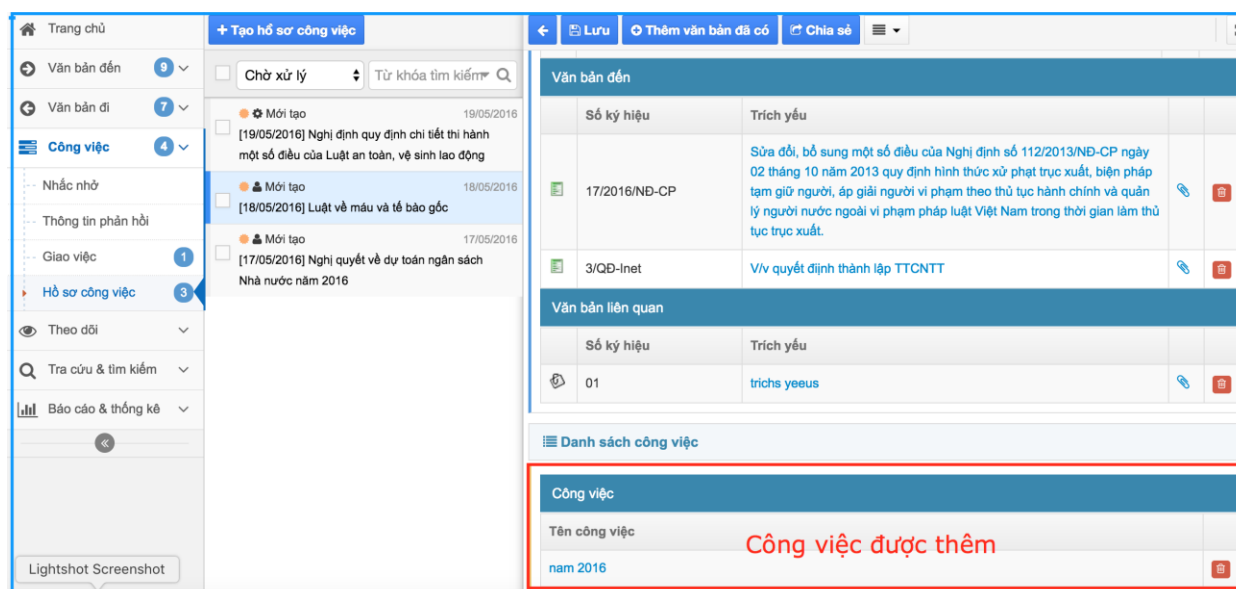 Trang chủ
Văn bản đến 9
Văn bản đi 7
Công việc 4
Nhắc nhở
Thông tin phản hồi
Giao việc 1
Hồ sơ công việc 3
Theo dõi
Tra cứu & tìm kiếm
Báo cáo & thống kê
Lightshot Screenshot
+ Tạo hồ sơ công việc
Chờ xử lý Từ khóa tìm kiếm
Mới tạo 19/05/2016
[19/05/2016] Nghị định quy định chi tiết thi hành
một số điều của Luật an toàn, vệ sinh lao động
Mới tạo 18/05/2016
[18/05/2016] Luật về máu và tế bào gốc
Mới tạo 17/05/2016
[17/05/2016] Nghị quyết về dự toán ngân sách
Nhà nước năm 2016
Lưu Thêm văn bản đã có Chia sẻ
Văn bản đến
Số ký hiệu Trích yếu
17/2016/NĐ-CP
Sửa đổi, bổ sung một số điều của Nghị định số 112/2013/NĐ-CP ngày
02 tháng 10 năm 2013 quy định hình thức xử phạt trục xuất, biện pháp
tạm giữ người, áp giải người vi phạm theo thủ tục hành chính và quản
lý người nước ngoài vi phạm pháp luật Việt Nam trong thời gian làm thủ
tục trục xuất.
3/QĐ-Inet V/v quyết điịnh thành lập TTCNTT
Văn bản liên quan
Số ký hiệu Trích yếu
01 trichs yeeus
Danh sách công việc
Công việc
Tên công việc
Công việc được thêm
nam 2016